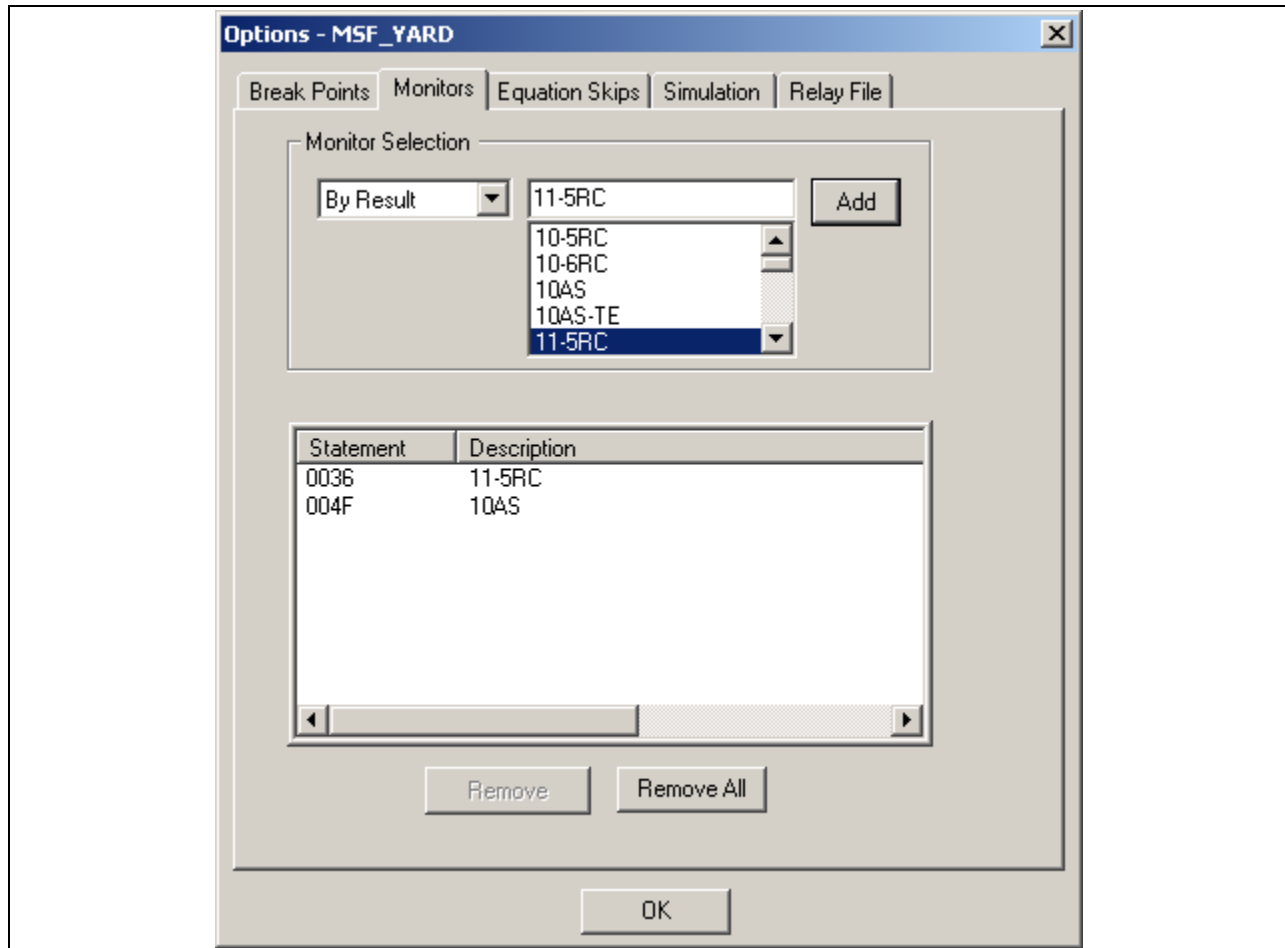 Options - MSF_YARD
Break Points Monitors Equation Skips Simulation Relay File
Monitor Selection
By Result 11-5RC Add
10-5RC
10-6RC
10AS
10AS-TE
11-5RC
Statement Description
0036 11-5RC
004F 10AS
Remove Remove All
OK